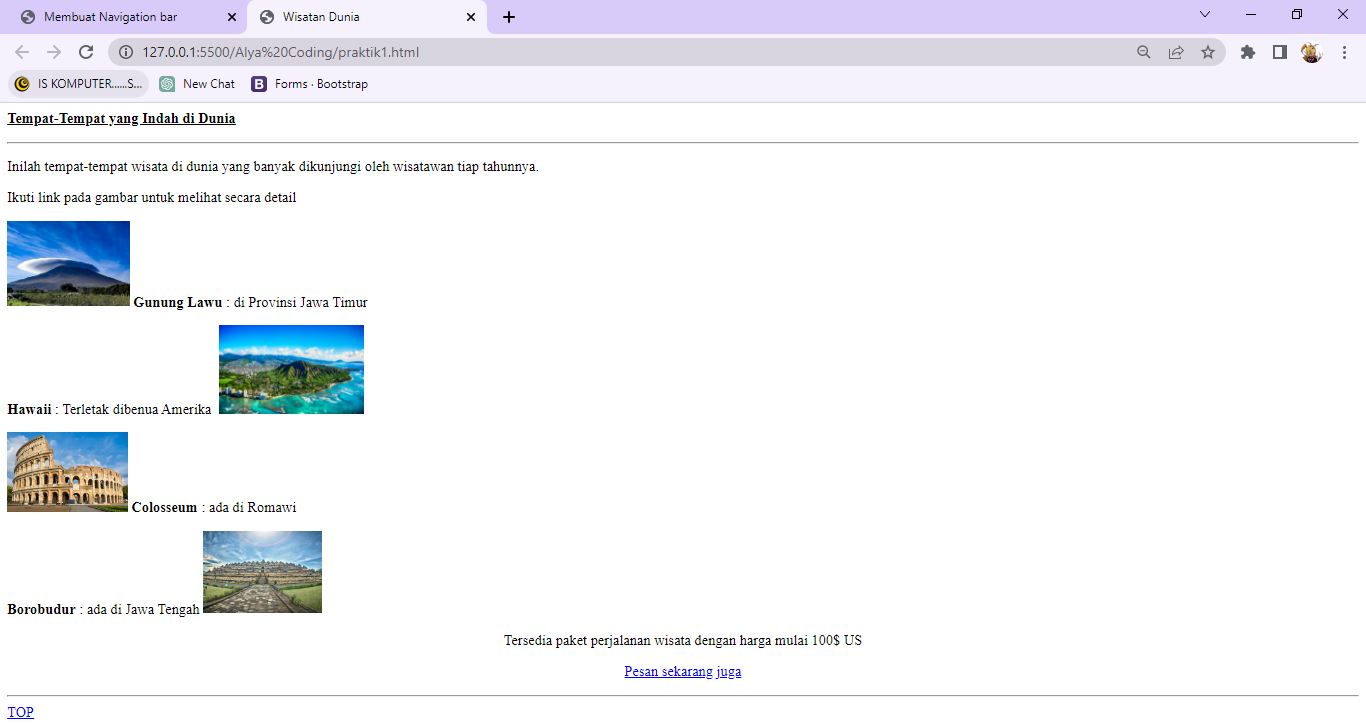 Membuat Navigation bar
Wisatan Dunia
127.0.0.1:5500/Alya%20Coding/praktik1.html
IS KOMPUTER......S... New Chat Forms · Bootstrap
Tempat-Tempat yang Indah di Dunia
Inilah tempat-tempat wisata di dunia yang banyak dikunjungi oleh wisatawan tiap tahunnya.
Ikuti link pada gambar untuk melihat secara detail
Gunung Lawu : di Provinsi Jawa Timur
Hawaii : Terletak dibenua Amerika
Colosseum : ada di Romawi
Borobudur : ada di Jawa Tengah
Tersedia paket perjalanan wisata dengan harga mulai 100$ US
Pesan sekarang juga
TOP